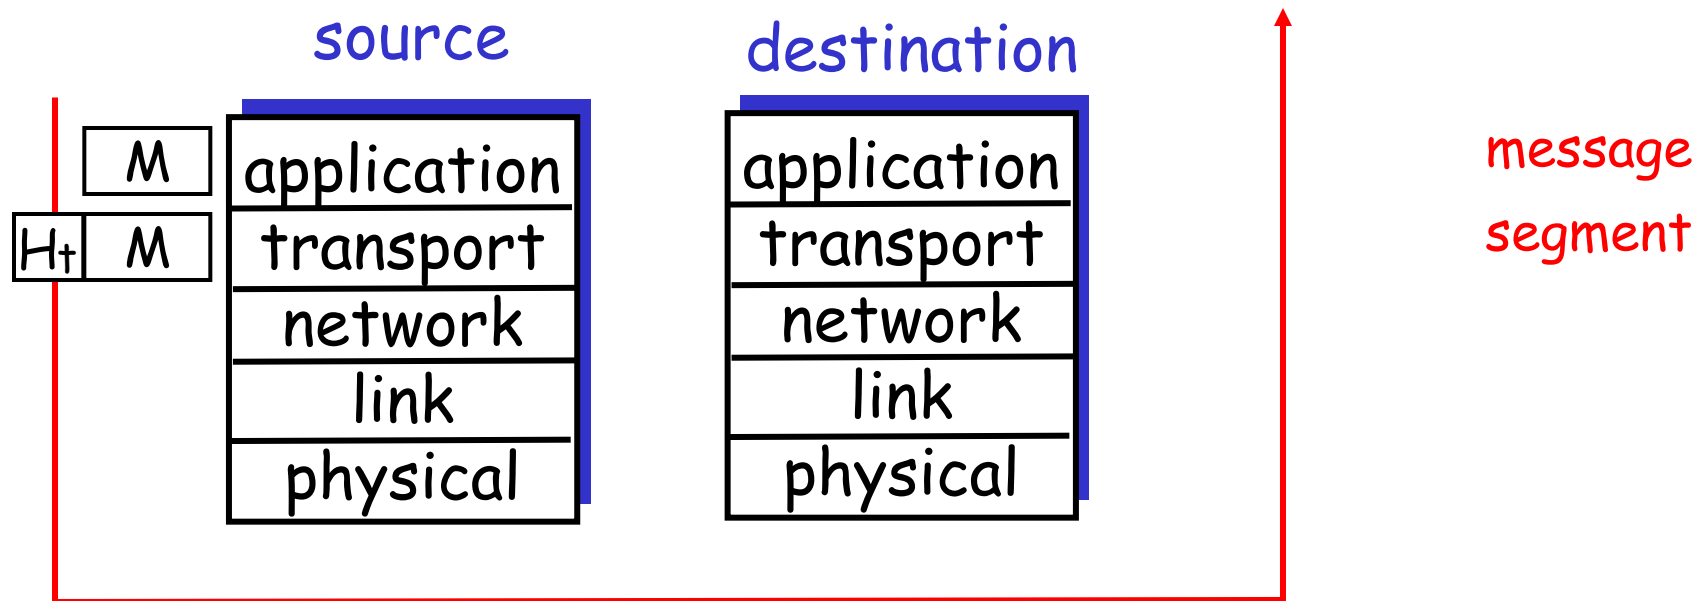 source destination
M application application message
Ht M transport transport segment
network network
link link
physical physical